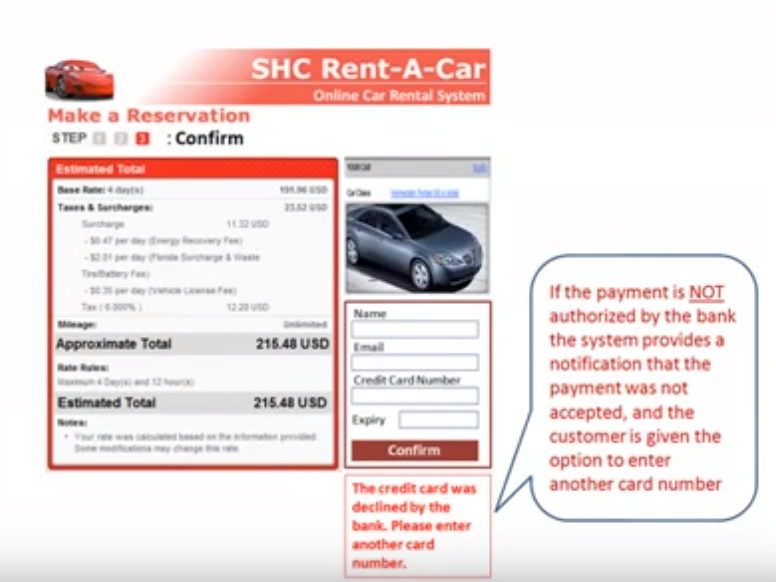 SHC Rent-A-Car
Online Car Rental System
Make a Reservation
STEP 1 2 3 : Confirm
Estimated Total
Base Rate: 4 day(s) 191.96 USD
Taxes & Surcharges: 23.52 USD
Surcharge 11.32 USD
- $0.47 per day (Energy Recovery Fee)
- $2.01 per day (Florida Surcharge & Waste
Tire/Battery Fee)
- $0.35 per day (Vehicle License Fee)
Tax ( 6.000% ) 12.20 USD
Mileage: Unlimited
Approximate Total 215.48 USD
Rate Rules:
Maximum 4 Day(s) and 12 hour(s)
Estimated Total 215.48 USD
Notes:
• Your rate was calculated based on the information provided.
Some modifications may change this rate.
YOUR CAR
Car Class:
Name
Email
Credit Card Number
Expiry
Confirm
The credit card was
declined by the
bank. Please enter
another card
number.
If the payment is NOT
authorized by the bank
the system provides a
notification that the
payment was not
accepted, and the
customer is given the
option to enter
another card number